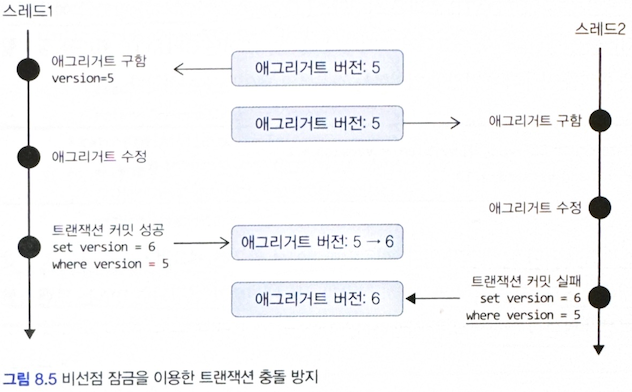 스레드1
스레드2
애그리거트 구함
version=5
애그리거트 버전: 5
애그리거트 버전: 5
애그리거트 구함
애그리거트 수정
애그리거트 수정
트랜잭션 커밋 성공
set version = 6
where version = 5
애그리거트 버전: 5 → 6
애그리거트 버전: 6
트랜잭션 커밋 실패
set version = 6
where version = 5
그림 8.5 비선점 잠금을 이용한 트랜잭션 충돌 방지